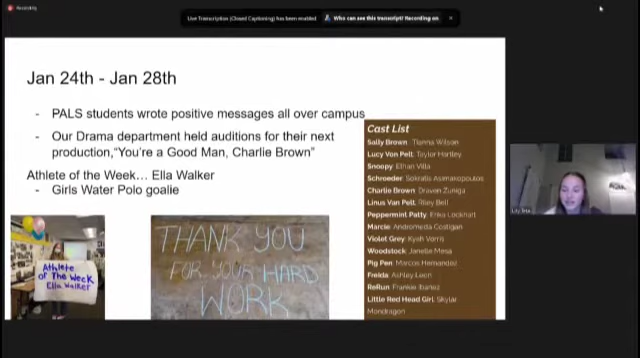 Recording
Live Transcription (Closed Captioning) has been enabled
Who can see this transcript? Recording on
Jan 24th - Jan 28th
- PALS students wrote positive messages all over campus
- Our Drama department held auditions for their next
production,"You're a Good Man, Charlie Brown"
Athlete of the Week... Ella Walker
- Girls Water Polo goalie
Athlete
of The Week
Ella Walker
THANK YOU
FOR YOUR HARD
WORK
Cast List
Sally Brown: Tianna Wilson
Lucy Van Pelt: Taylor Hartley
Snoopy: Ethan Villa
Schroeder: Sokratis
Charlie Brown: Draven Zuniga
Linus Van Pelt: Riley Bell
Peppermint Patty: Erika Lockhart
Marcie: Andromeda Costigan
Violet Grey: Kyah
Woodstock: Janelle Mesa
Pig Pen: Marcos Hernandez
Freida: Ashley Leon
ReRun: Frankie Ibanez
Little Red Head Girl: Skylar
Mondragon